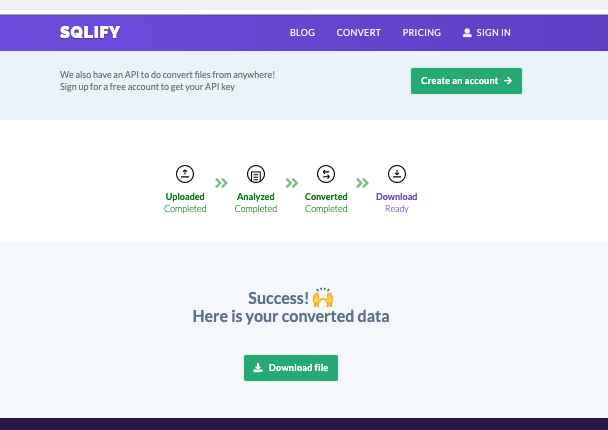 SQLIFY
BLOG CONVERT PRICING SIGN IN
We also have an API to do convert files from anywhere!
Sign up for a free account to get your API key
Create an account →
Uploaded Analyzed Converted Download
Completed Completed Completed Ready
Success! 🙌
Here is your converted data
Download file